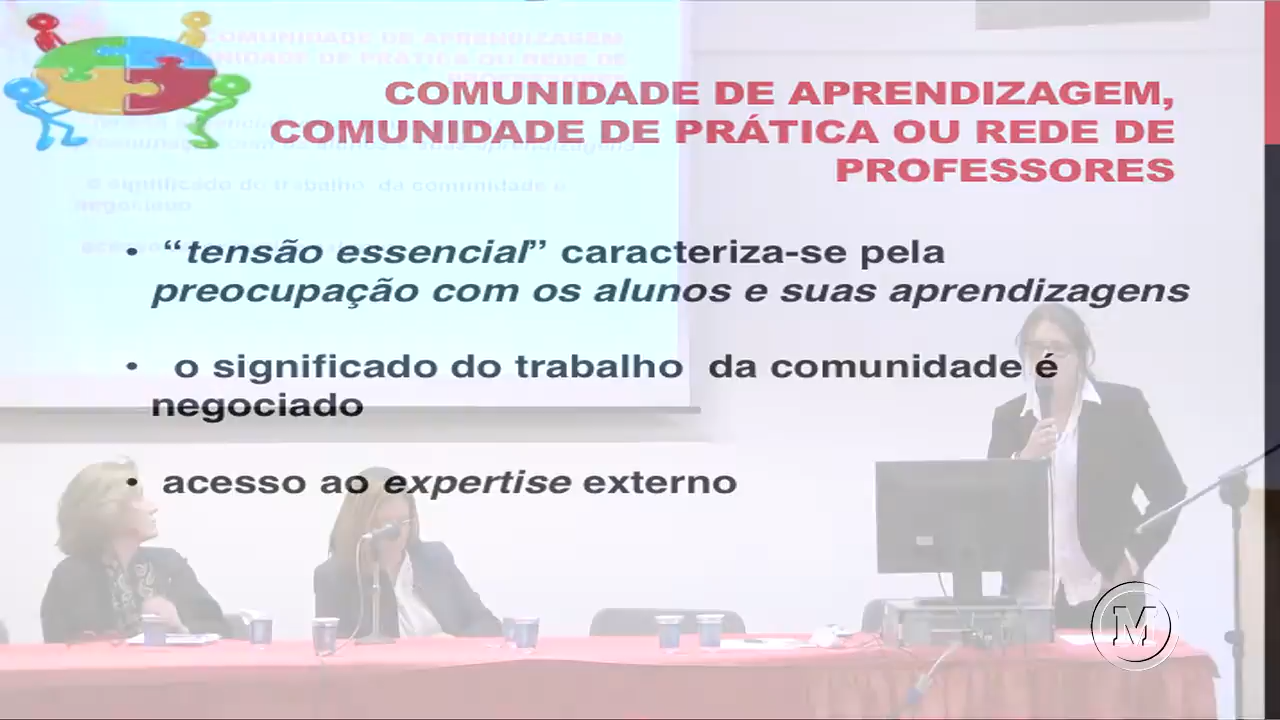 COMUNIDADE DE APRENDIZAGEM,
COMUNIDADE DE PRÁTICA OU REDE DE
PROFESSORES
• “tensão essencial” caracteriza-se pela
preocupação com os alunos e suas aprendizagens
• o significado do trabalho da comunidade é
negociado
• acesso ao expertise externo
M